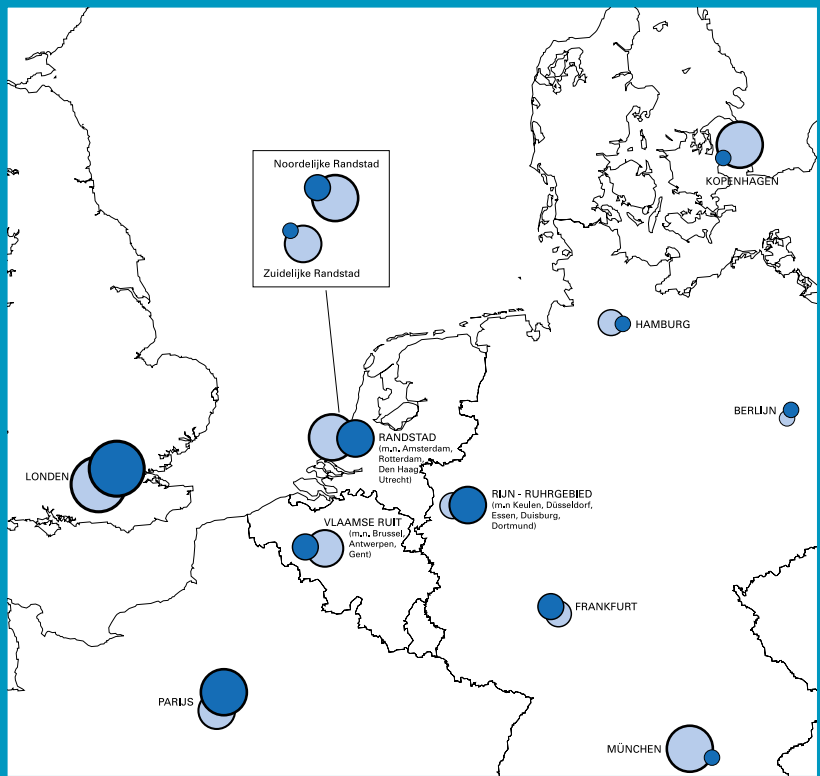 Noordelijke Randstad
Zuidelijke Randstad
KOPENHAGEN
HAMBURG
BERLIJN
RANDSTAD
(m.n. Amsterdam,
Rotterdam,
Den Haag,
Utrecht)
LONDEN
RIJN - RUHRGEBIED
(m.n Keulen, Düsseldorf,
Essen, Duisburg,
Dortmund)
VLAAMSE RUIT
(m.n. Brussel,
Antwerpen,
Gent)
FRANKFURT
PARIJS
MÜNCHEN